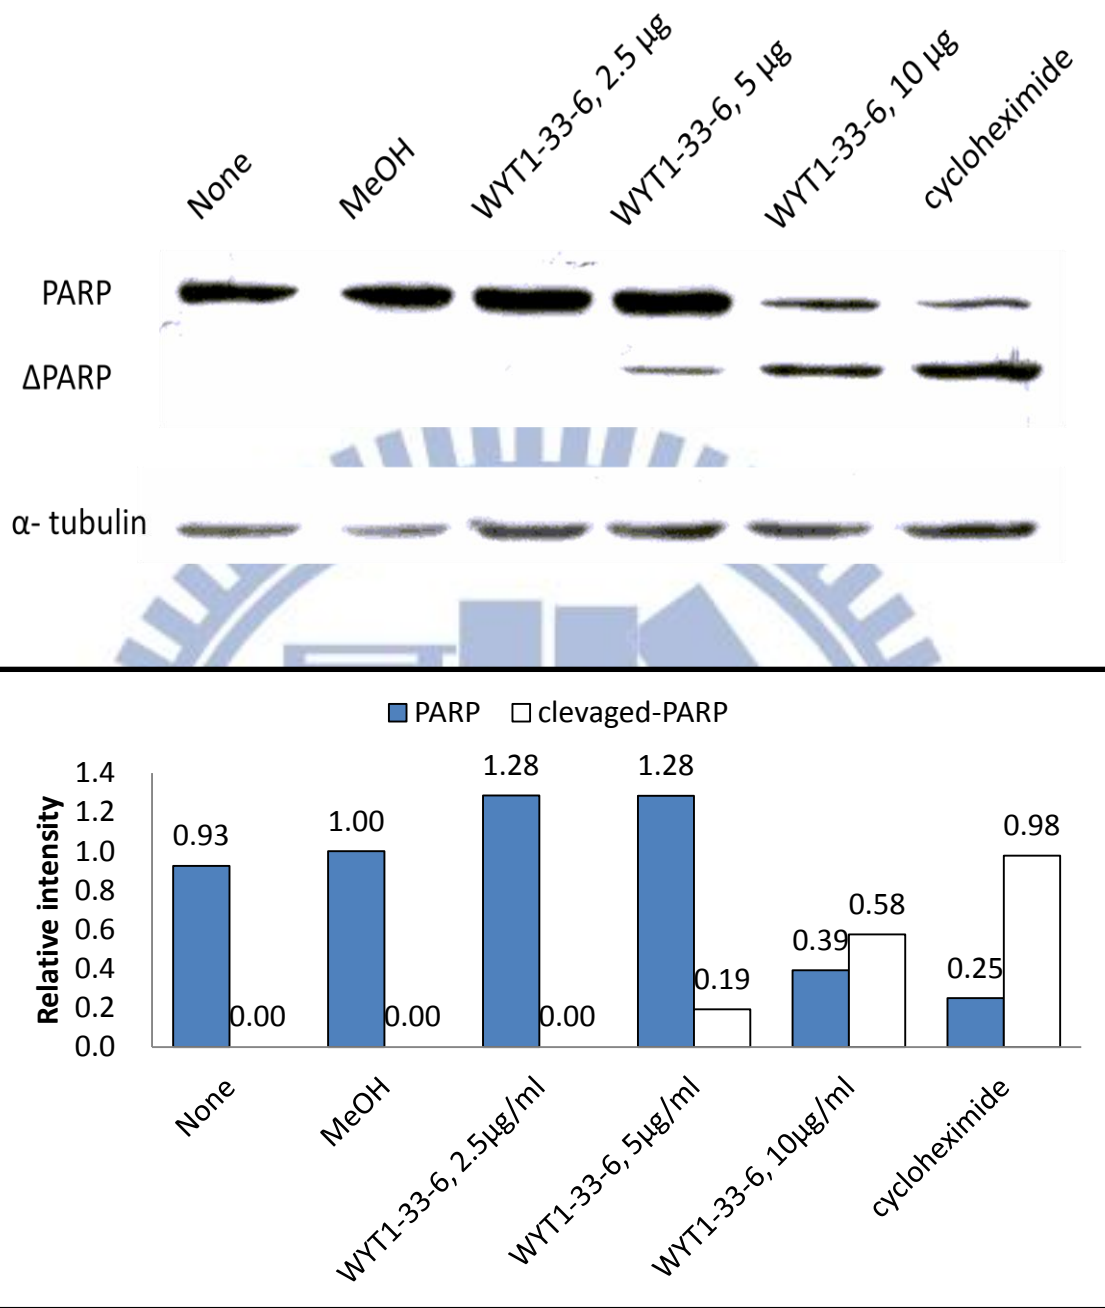 None
MeOH
WYT1-33-6, 2.5 µg
WYT1-33-6, 5 µg
WYT1-33-6, 10 µg
cycloheximide
PARP
ΔPARP
α- tubulin
PARP
clevaged-PARP
Relative intensity
1.4
1.2
1.0
0.8
0.6
0.4
0.2
0.0
0.93
0.00
1.00
0.00
1.28
0.00
1.28
0.19
0.39
0.58
0.25
0.98
None
MeOH
WYT1-33-6, 2.5µg/ml
WYT1-33-6, 5µg/ml
WYT1-33-6, 10µg/ml
cycloheximide